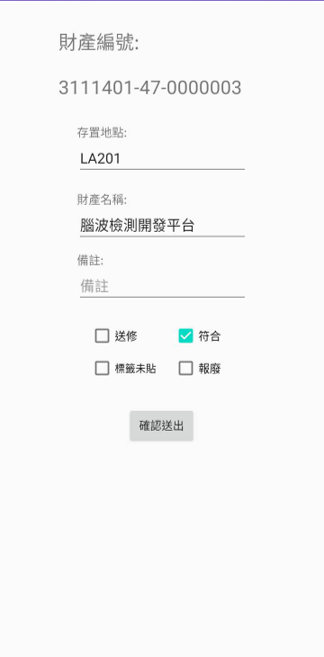 財產編號:
3111401-47-0000003
存置地點:
LA201
財產名稱:
腦波檢測開發平台
備註:
備註
送修 符合
標籤未貼 報廢
確認送出